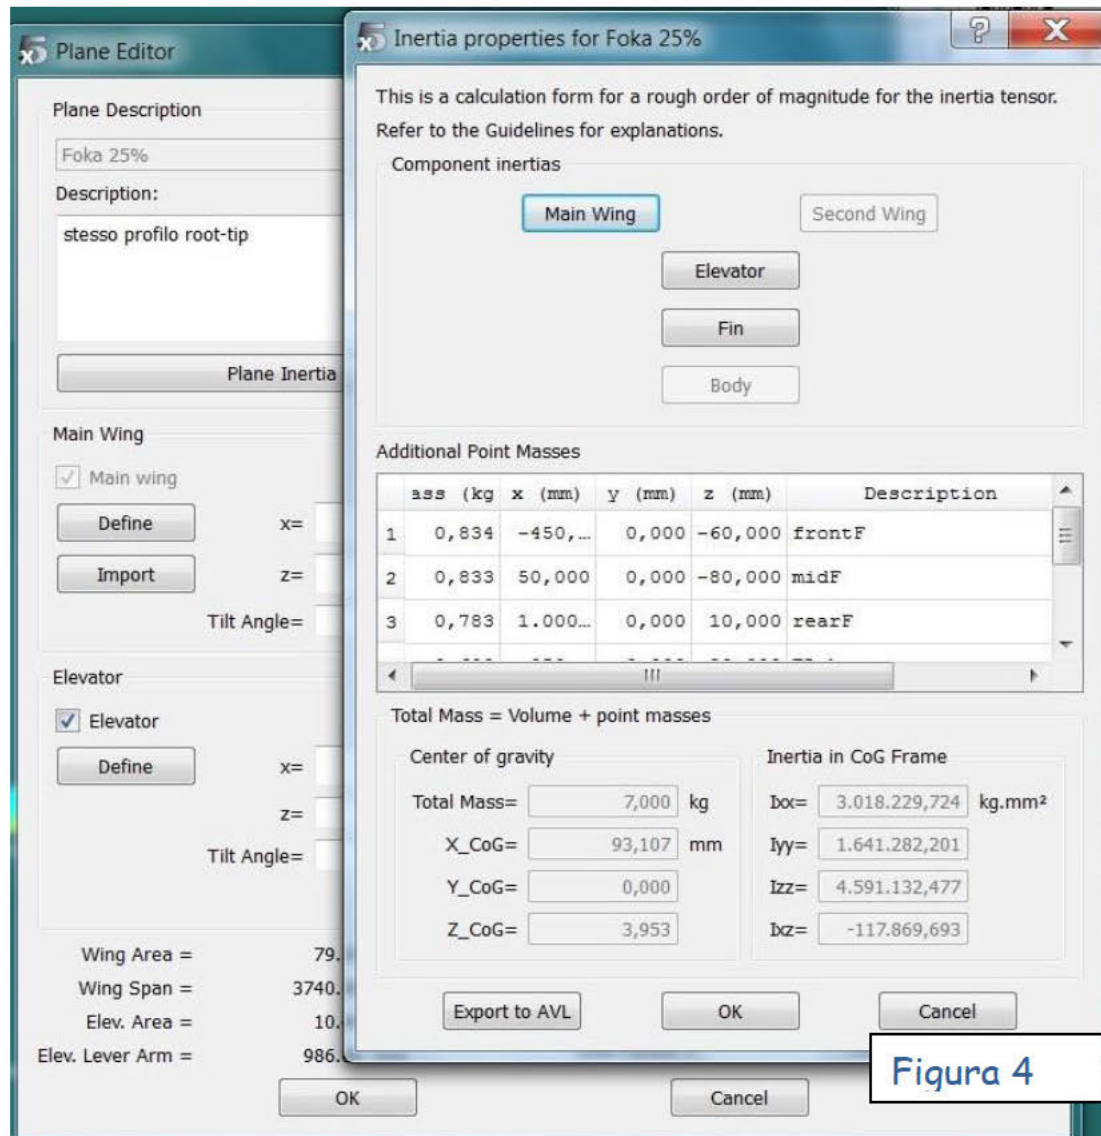 Plane Editor
Plane Description
Foka 25%
Description:
stesso profilo root-tip
Plane Inertia
Main Wing
Main wing
Define
x=
Import
z=
Tilt Angle=
Elevator
Elevator
Define
x=
z=
Tilt Angle=
Wing Area = 79.
Wing Span = 3740.
Elev. Area = 10.
Elev. Lever Arm = 986.
OK
Cancel
Inertia properties for Foka 25%
This is a calculation form for a rough order of magnitude for the inertia tensor.
Refer to the Guidelines for explanations.
Component inertias
Main Wing
Second Wing
Elevator
Fin
Body
Additional Point Masses
ass (kg x (mm) y (mm) z (mm) Description
1 0,834 -450,... 0,000 -60,000 frontF
2 0,833 50,000 0,000 -80,000 midF
3 0,783 1.000... 0,000 10,000 rearF
Total Mass = Volume + point masses
Center of gravity
Total Mass= 7,000 kg
X_CoG= 93,107 mm
Y_CoG= 0,000
Z_CoG= 3,953
Inertia in CoG Frame
Ixx= 3.018.229,724 kg.mm²
Iyy= 1.641.282,201
Izz= 4.591.132,477
Ixz= -117.869,693
Export to AVL
OK
Cancel
Figura 4